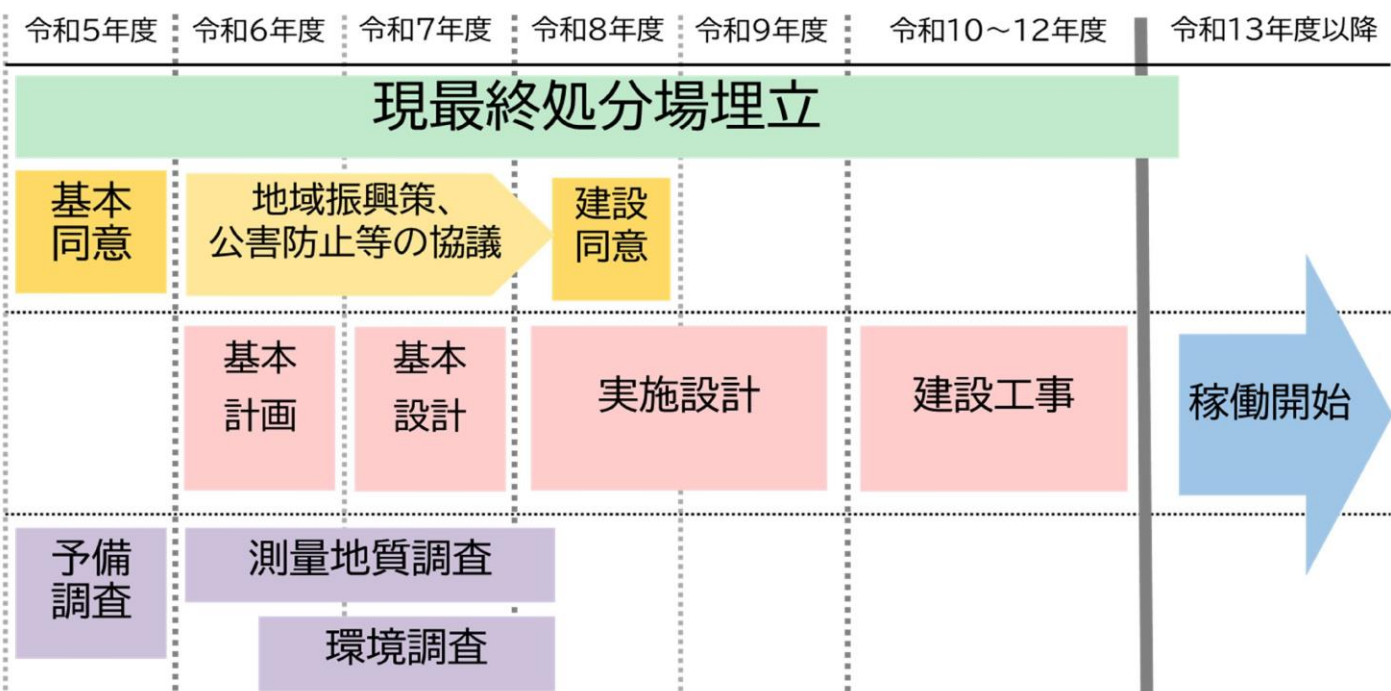 令和5年度 令和6年度 令和7年度 令和8年度 令和9年度 令和10～12年度 令和13年度以降
現最終処分場埋立
基本
同意
地域振興策、
公害防止等の協議
建設
同意
基本
計画
基本
設計
実施設計
建設工事
稼働開始
予備
調査
測量地質調査
環境調査